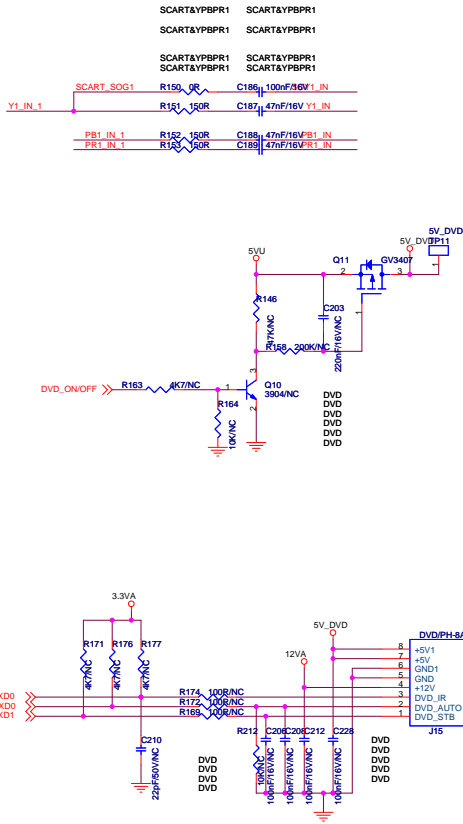 SCART&YPBPR1 SCART&YPBPR1
SCART&YPBPR1 SCART&YPBPR1
SCART&YPBPR1 SCART&YPBPR1
SCART&YPBPR1 SCART&YPBPR1
SCART_SOG1 R150 0R C186 100nF/16V Y1_IN
Y1_IN_1 R151 150R C187 47nF/16V Y1_IN
PB1_IN_1 R152 150R C188 47nF/16V PB1_IN
PR1_IN_1 R153 150R C189 47nF/16V PR1_IN
5V_DVD
5V_DVD TP11
5VU
Q11 GV3407
2 3 1
1
R146
47K/NC
C203
220nF/16V/NC
R158 200K/NC
3
DVD_ON/OFF R163 4K7/NC 1 Q10
3904/NC
2
R164
10K/NC
DVD
DVD
DVD
DVD
DVD
DVD
3.3VA
R171 R176 R177
4K7/NC 4K7/NC 4K7/NC
5V_DVD
12VA
DVD/PH-8A
8 +5V1
7 +5V
6 GND1
5 GND
4 +12V
3 DVD_IR
2 DVD_AUTO
1 DVD_STB
J15
XD0 R174 100R/NC
XD0 R172 100R/NC
XD1 R169 100R/NC
C210
22pF/50V/NC
R212 C206 C208 C212 C228
10K/NC 100nF/16V/NC 100nF/16V/NC 100nF/16V/NC 100nF/16V/NC
DVD
DVD
DVD
DVD
DVD
DVD
DVD
DVD
DVD